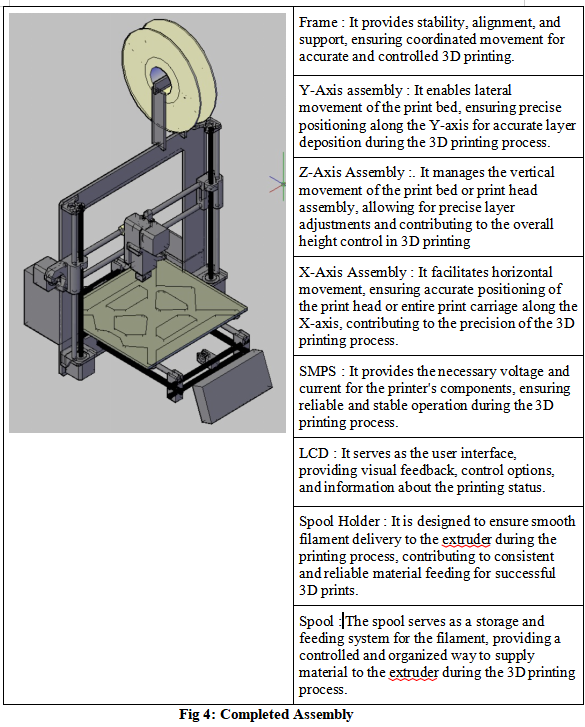 Frame : It provides stability, alignment, and
support, ensuring coordinated movement for
accurate and controlled 3D printing.
Y-Axis assembly : It enables lateral
movement of the print bed, ensuring precise
positioning along the Y-axis for accurate layer
deposition during the 3D printing process.
Z-Axis Assembly :. It manages the vertical
movement of the print bed or print head
assembly, allowing for precise layer
adjustments and contributing to the overall
height control in 3D printing
X-Axis Assembly : It facilitates horizontal
movement, ensuring accurate positioning of
the print head or entire print carriage along the
X-axis, contributing to the precision of the 3D
printing process.
SMPS : It provides the necessary voltage and
current for the printer's components, ensuring
reliable and stable operation during the 3D
printing process.
LCD : It serves as the user interface,
providing visual feedback, control options,
and information about the printing status.
Spool Holder : It is designed to ensure smooth
filament delivery to the extruder during the
printing process, contributing to consistent
and reliable material feeding for successful
3D prints.
Spool : The spool serves as a storage and
feeding system for the filament, providing a
controlled and organized way to supply
material to the extruder during the 3D printing
process.
Fig 4: Completed Assembly